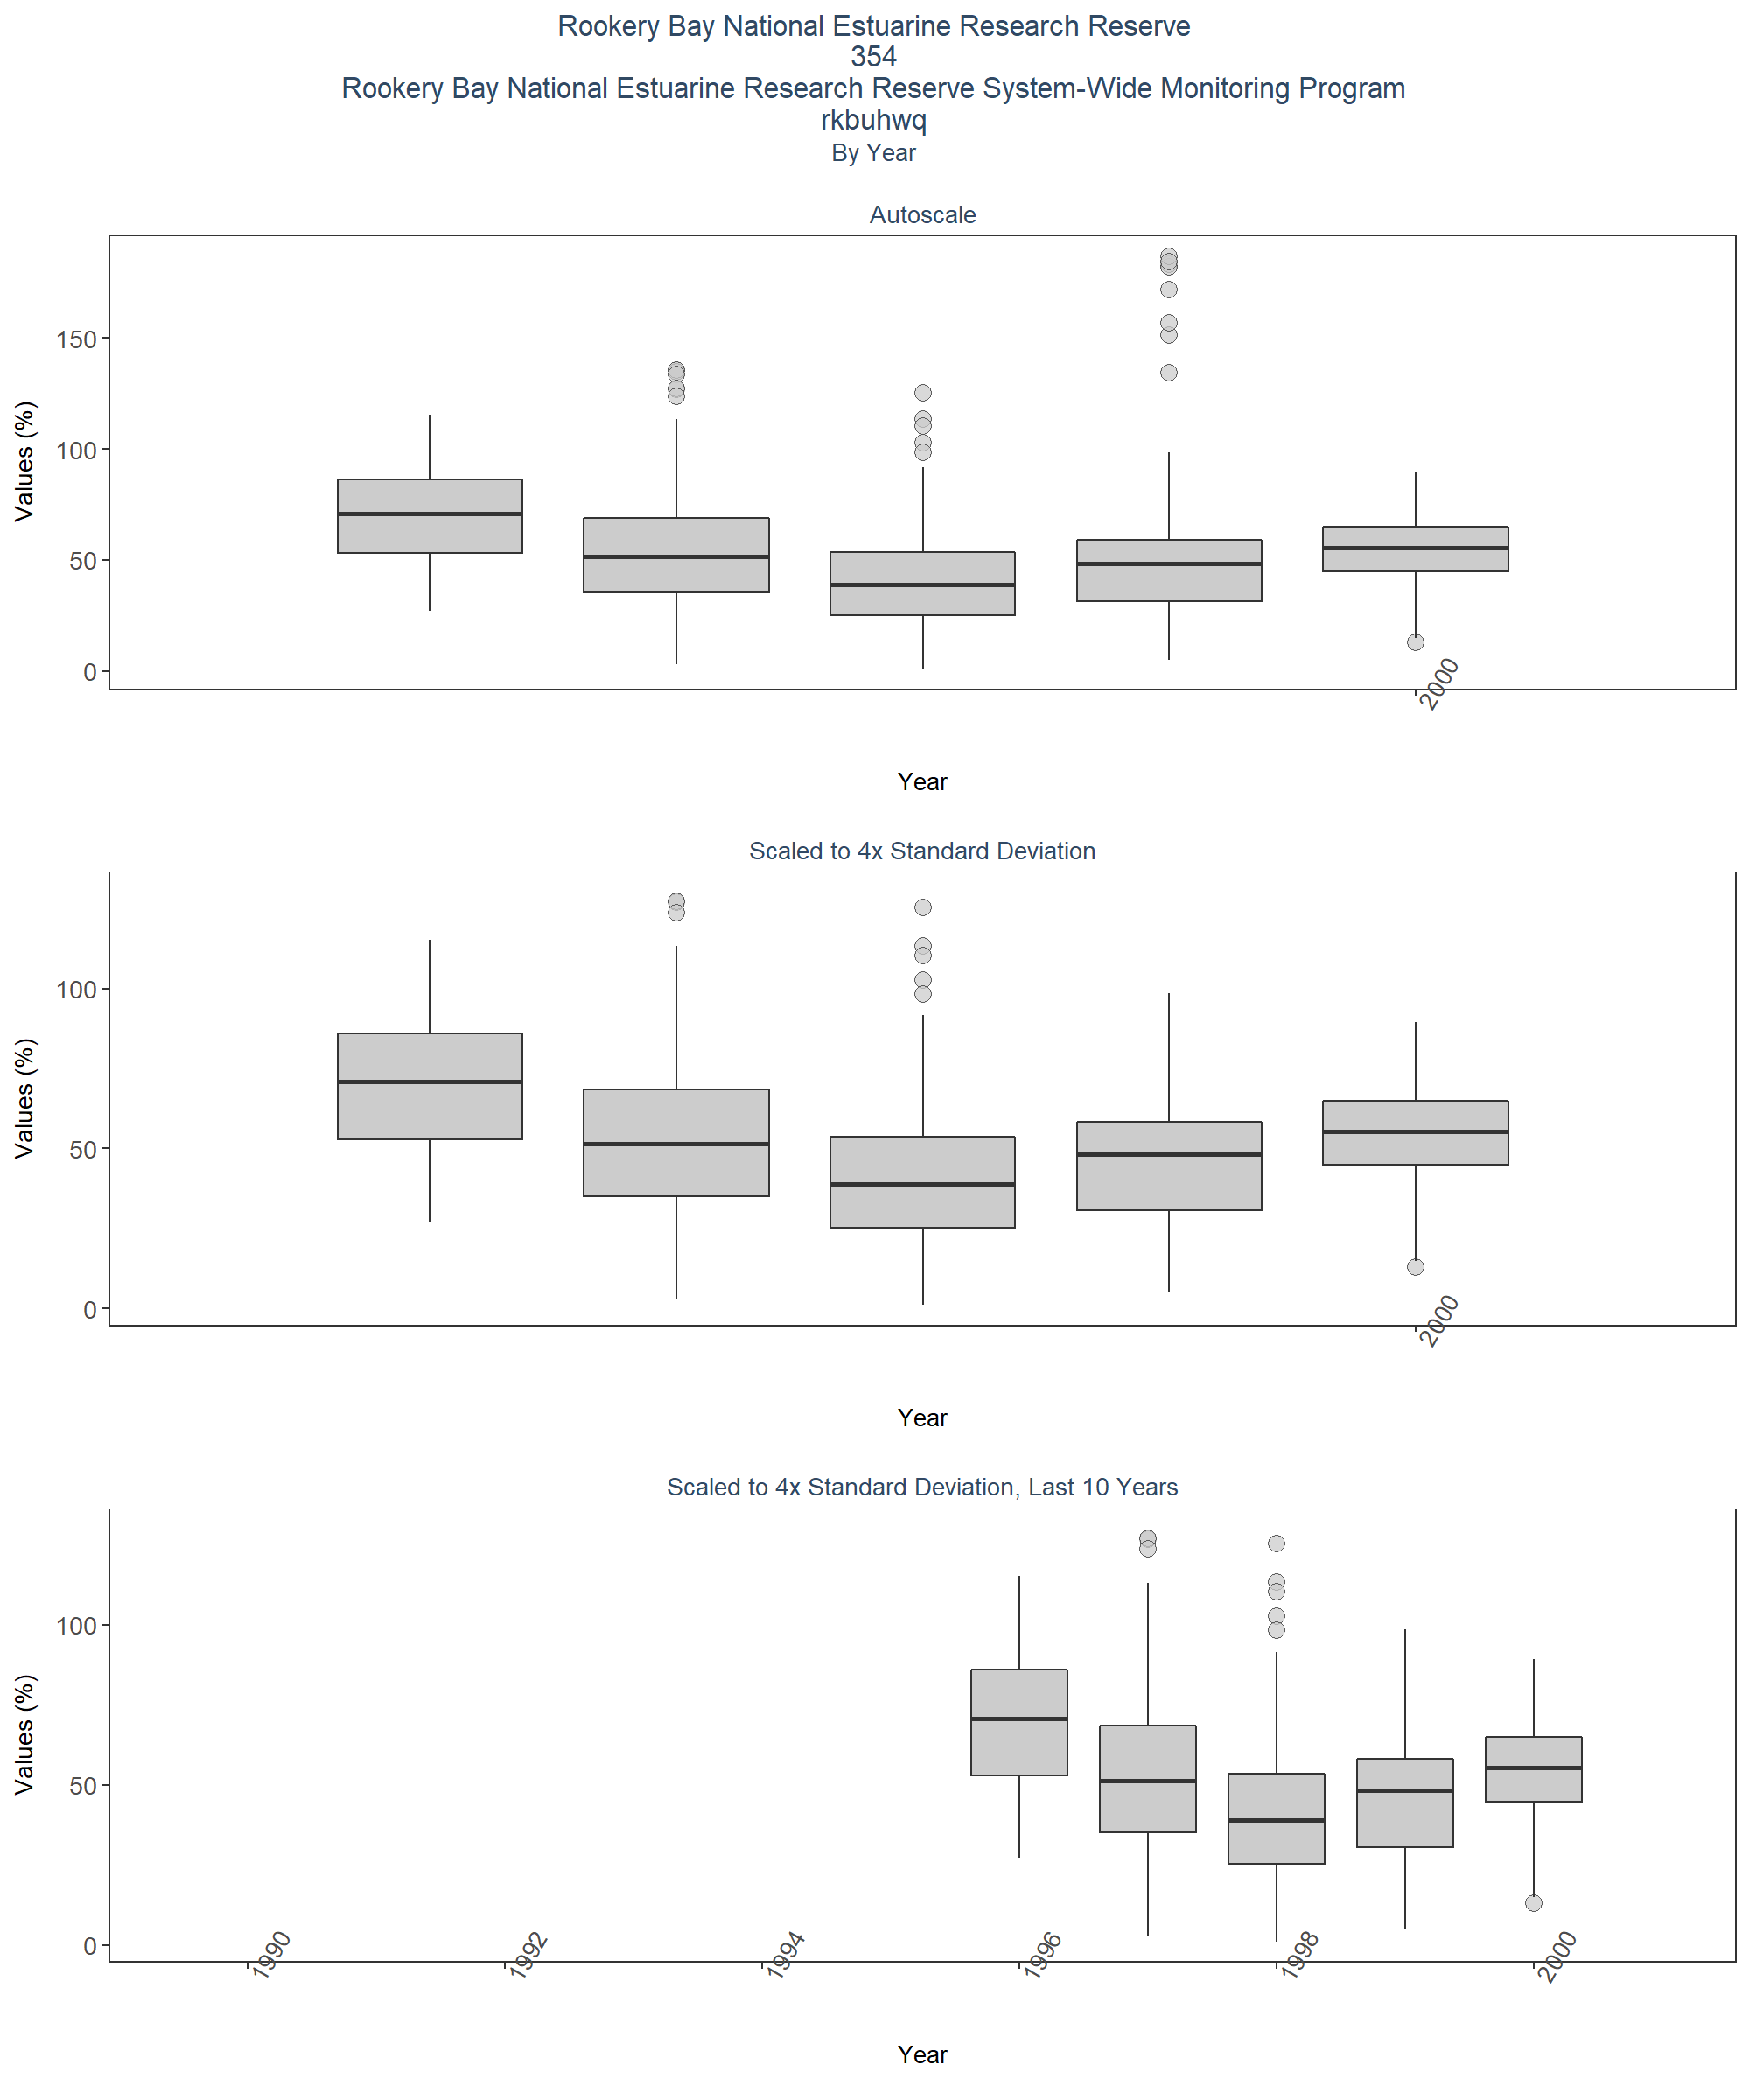 Rookery Bay National Estuarine Research Reserve
354
Rookery Bay National Estuarine Research Reserve System-Wide Monitoring Program
rkbuhwq
By Year
Autoscale
Values (%)
150
100
50
0
2000
Year
Scaled to 4x Standard Deviation
Values (%)
100
50
0
2000
Year
Scaled to 4x Standard Deviation, Last 10 Years
Values (%)
100
50
0
1990
1992
1994
1996
1998
2000
Year